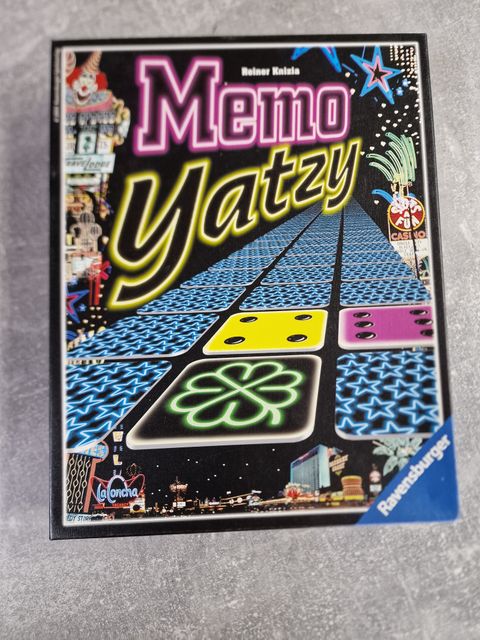 Reiner Knizia
Memo
Yatzy
CASINO
La Concha
Ravensburger